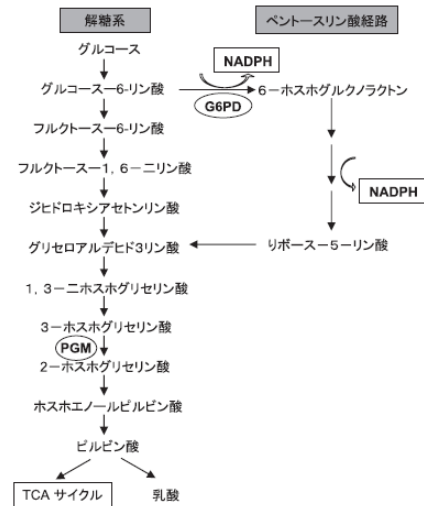 解糖系
ペントースリン酸経路
グルコース
NADPH
グルコースー6-リン酸
6－ホスホグルクノラクトン
G6PD
フルクトースー6-リン酸
フルクトースー1，6－ニリン酸
ジヒドロキシアセトンリン酸
NADPH
グリセロアルデヒド3リン酸
りボース－5－リン酸
1，3－ニホスホグリセリン酸
3－ホスホグリセリン酸
PGM
2－ホスホグリセリン酸
ホスホエノールピルビン酸
ピルビン酸
TCA サイクル
乳酸